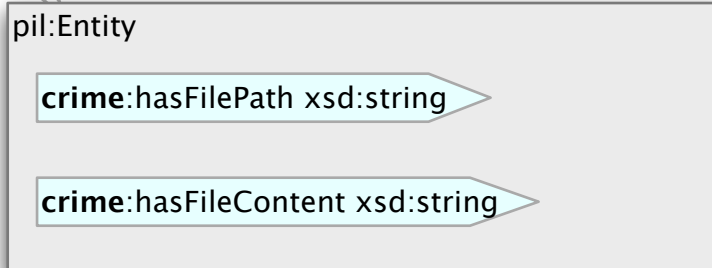 pil:Entity
crime:hasFilePath xsd:string
crime:hasFileContent xsd:string